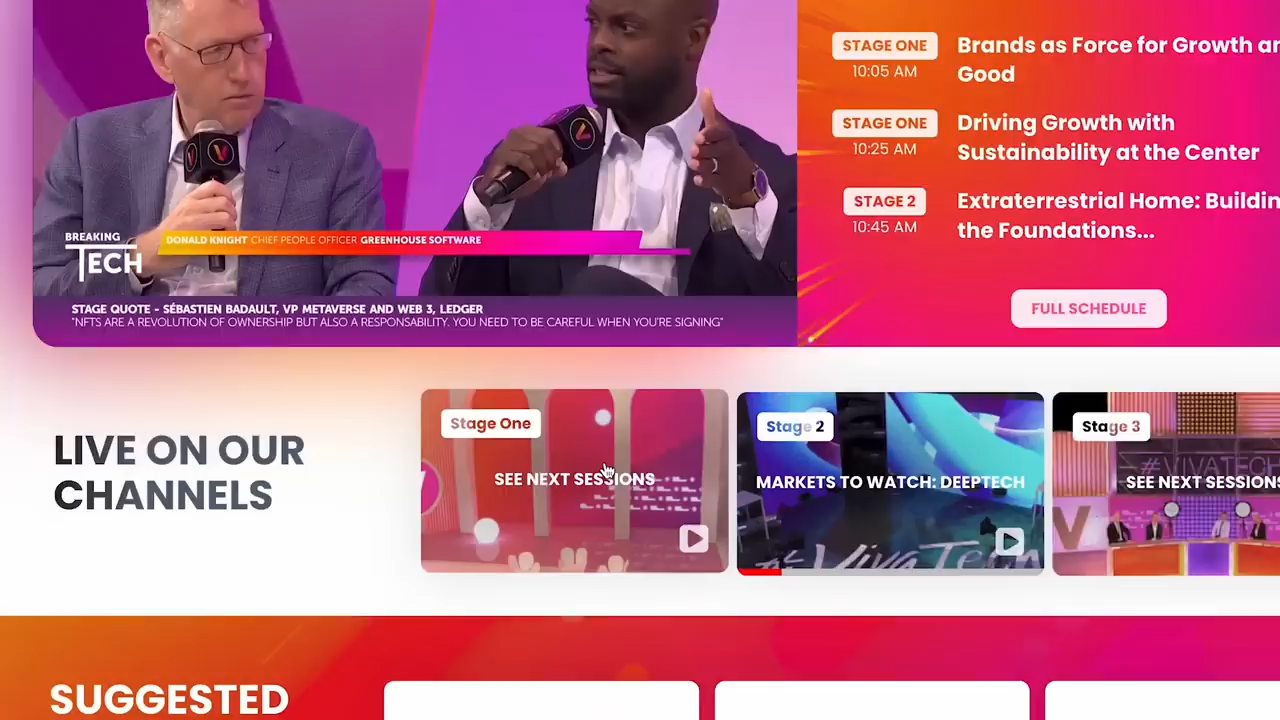 STAGE ONE
10:05 AM
Brands as Force for Growth
Good
STAGE ONE
10:25 AM
Driving Growth with
Sustainability at the Center
STAGE 2
10:45 AM
Extraterrestrial Home:
the Foundations...
FULL SCHEDULE
BREAKING
TECH
DONALD KNIGHT CHIEF PEOPLE OFFICER GREENHOUSE SOFTWARE
STAGE QUOTE - SÉBASTIEN BADAULT, VP METAVERSE AND WEB 3, LEDGER
"NFTS ARE A REVOLUTION OF OWNERSHIP BUT ALSO A RESPONSABILITY. YOU NEED TO BE CAREFUL WHEN YOU'RE SIGNING"
LIVE ON OUR
CHANNELS
Stage One
SEE NEXT SESSIONS
Stage 2
MARKETS TO WATCH: DEEPTECH
Viva Tech
Stage 3
#VIVATECH
SEE NEXT SESSIONS
SUGGESTED